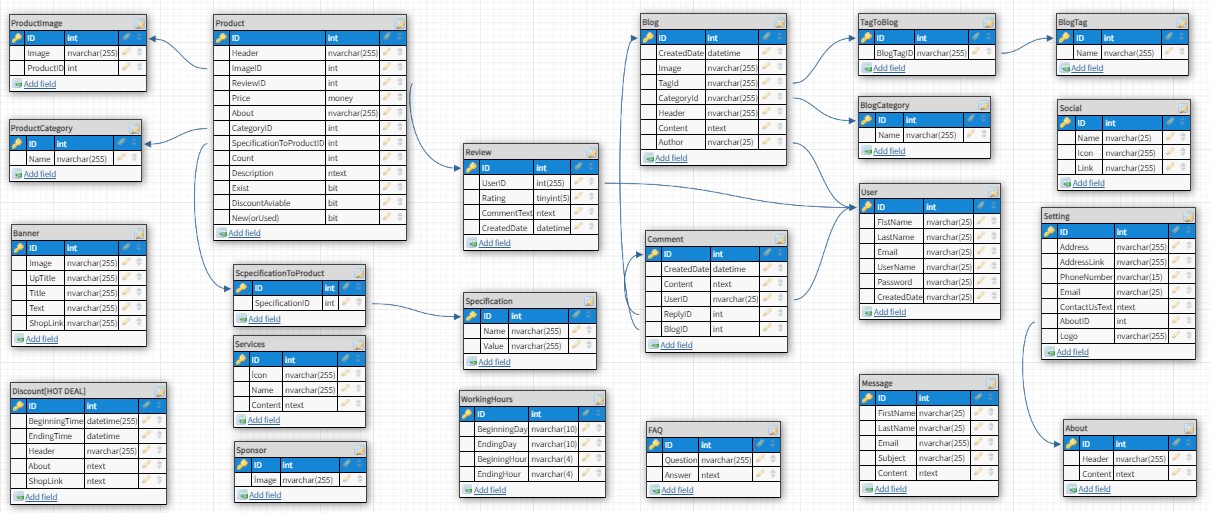 ProductImage
ID int
Image nvarchar(255)
ProductID int
Add field
Product
ID int
Header nvarchar(255)
ImageID int
ReviewID int
Price money
About nvarchar(255)
CategoryID int
SpecificationToProductID int
Count int
Description ntext
Exist bit
DiscountAviable bit
New(orUsed) bit
Add field
Blog
ID int
CreatedDate datetime
Image nvarchar(255)
TagId nvarchar(255)
CategoryId nvarchar(255)
Header nvarchar(255)
Content ntext
Author nvarchar(25)
Add field
TagToBlog
ID int
BlogTagID nvarchar(255)
Add field
BlogTag
ID int
Name nvarchar(255)
Add field
ProductCategory
ID int
Name nvarchar(255)
Add field
Review
ID int
UserID int(255)
Rating tinyint(5)
CommentText ntext
CreatedDate datetime
Add field
BlogCategory
ID int
Name nvarchar(255)
Add field
Social
ID int
Name nvarchar(25)
Icon nvarchar(255)
Link nvarchar(255)
Add field
User
ID int
FIstName nvarchar(25)
LastName nvarchar(25)
Email nvarchar(25)
UserName nvarchar(25)
Password nvarchar(25)
CreatedDate nvarchar(25)
Add field
Setting
ID int
Address nvarchar(255)
AddressLink nvarchar(255)
PhoneNumber nvarchar(15)
Email nvarchar(25)
ContactUsText ntext
AboutID int
Logo nvarchar(255)
Add field
Banner
ID int
Image nvarchar(255)
UpTitle nvarchar(255)
Title nvarchar(255)
Text nvarchar(255)
ShopLink nvarchar(255)
Add field
ScpecificationToProduct
ID int
SpecificationID int
Add field
Specification
ID int
Name nvarchar(255)
Value nvarchar(255)
Add field
Comment
ID int
CreatedDate datetime
Content ntext
UserID nvarchar(25)
ReplyID int
BlogID int
Add field
Services
ID int
İcon nvarchar(255)
Name nvarchar(255)
Content ntext
Add field
Discount[HOT DEAL]
ID int
BeginningTime datetime(255)
EndingTime datetime
Header nvarchar(255)
About ntext
ShopLink ntext
Add field
Sponsor
ID int
İmage nvarchar(255)
Add field
WorkingHours
ID int
BeginningDay nvarchar(10)
EndingDay nvarchar(10)
BeginingHour nvarchar(4)
EndingHour nvarchar(4)
Add field
FAQ
ID int
Question nvarchar(255)
Answer ntext
Add field
Message
ID int
FirstName nvarchar(25)
LastName nvarchar(25)
Email nvarchar(255)
Subject nvarchar(25)
Content ntext
Add field
About
ID int
Header nvarchar(255)
Content ntext
Add field